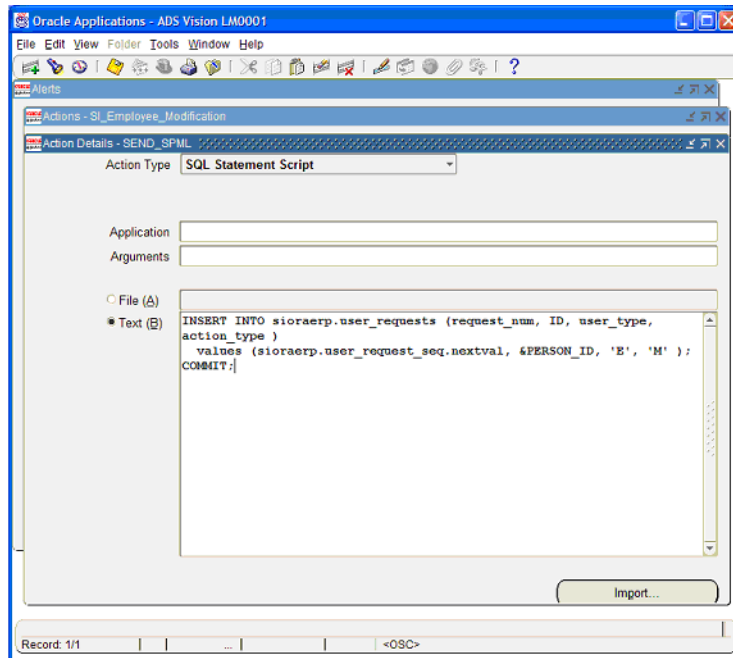 Oracle Applications - ADS Vision LM0001
File Edit View Folder Tools Window Help
Alerts
Actions - SI_Employee_Modification
Action Details - SEND_SPML
Action Type SQL Statement Script
Application
Arguments
File (A)
Text (B)
INSERT INTO sioraerp.user_requests (request_num, ID, user_type,
action_type )
values (sioraerp.user_request_seq.nextval, &PERSON_ID, 'E', 'M' );
COMMIT;
Import...
Record: 1/1 ... <OSC>